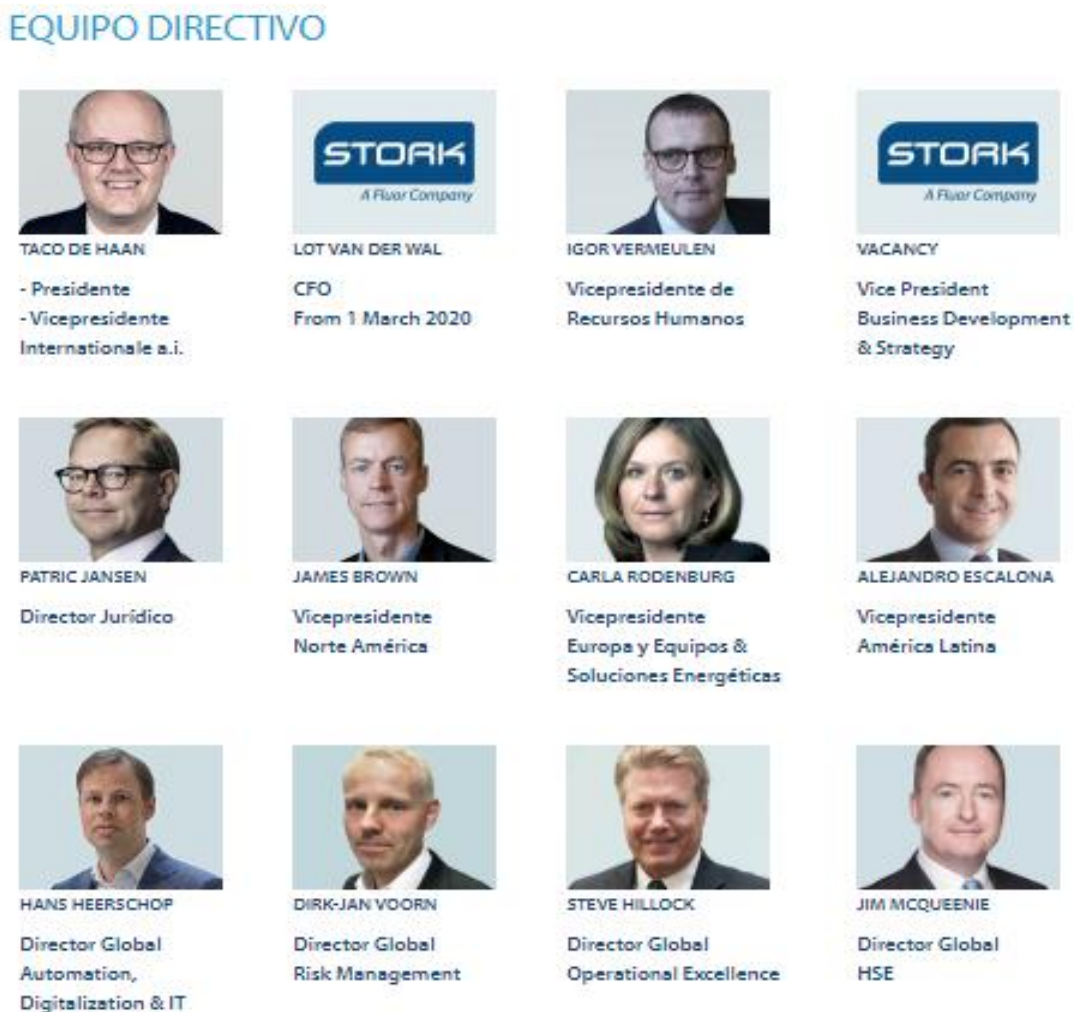 EQUIPO DIRECTIVO
STORK
A Fluor Company
STORK
A Fluor Company
TACO DE HAAN
LOT VAN DER WAL
IGOR VERMEULEN
VACANCY
- Presidente
- Vicepresidente
Internationale a.i.
CFO
From 1 March 2020
Vicepresidente de
Recursos Humanos
Vice President
Business Development
& Strategy
PATRIC JANSEN
JAMES BROWN
CARLA RODENBURG
ALEJANDRO ESCALONA
Director Jurídico
Vicepresidente
Norte América
Vicepresidente
Europa y Equipos &
Soluciones Energéticas
Vicepresidente
América Latina
HANS HEERSCHOP
DIRK-JAN VOORN
STEVE HILLOCK
JIM MCQUEENIE
Director Global
Automation,
Digitalization & IT
Director Global
Risk Management
Director Global
Operational Excellence
Director Global
HSE